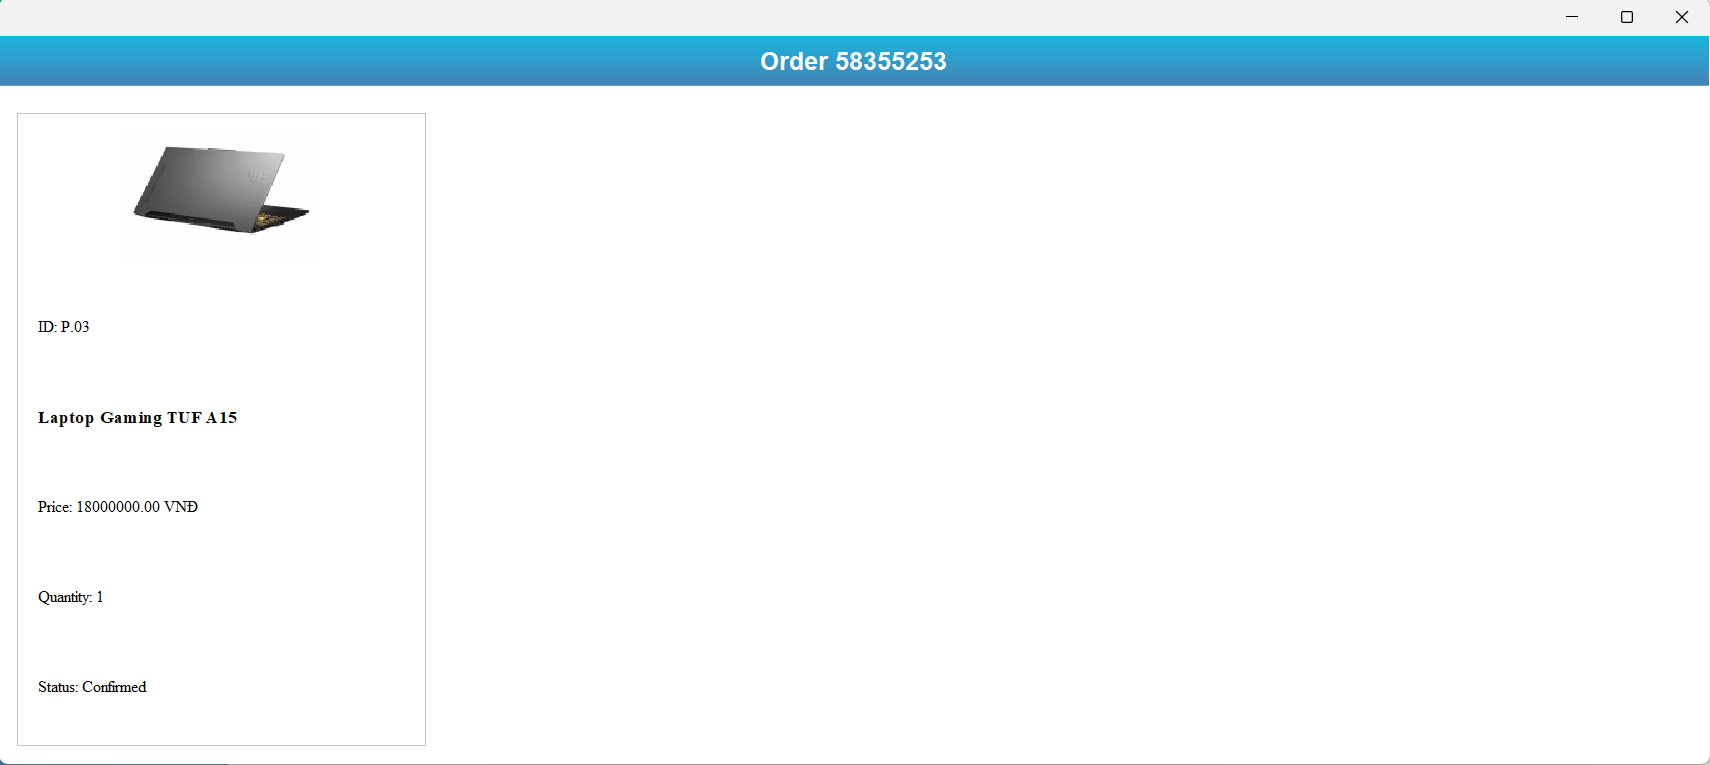 Order 58355253
ID: P.03
Laptop Gaming TUF A15
Price: 18000000.00 VNĐ
Quantity: 1
Status: Confirmed